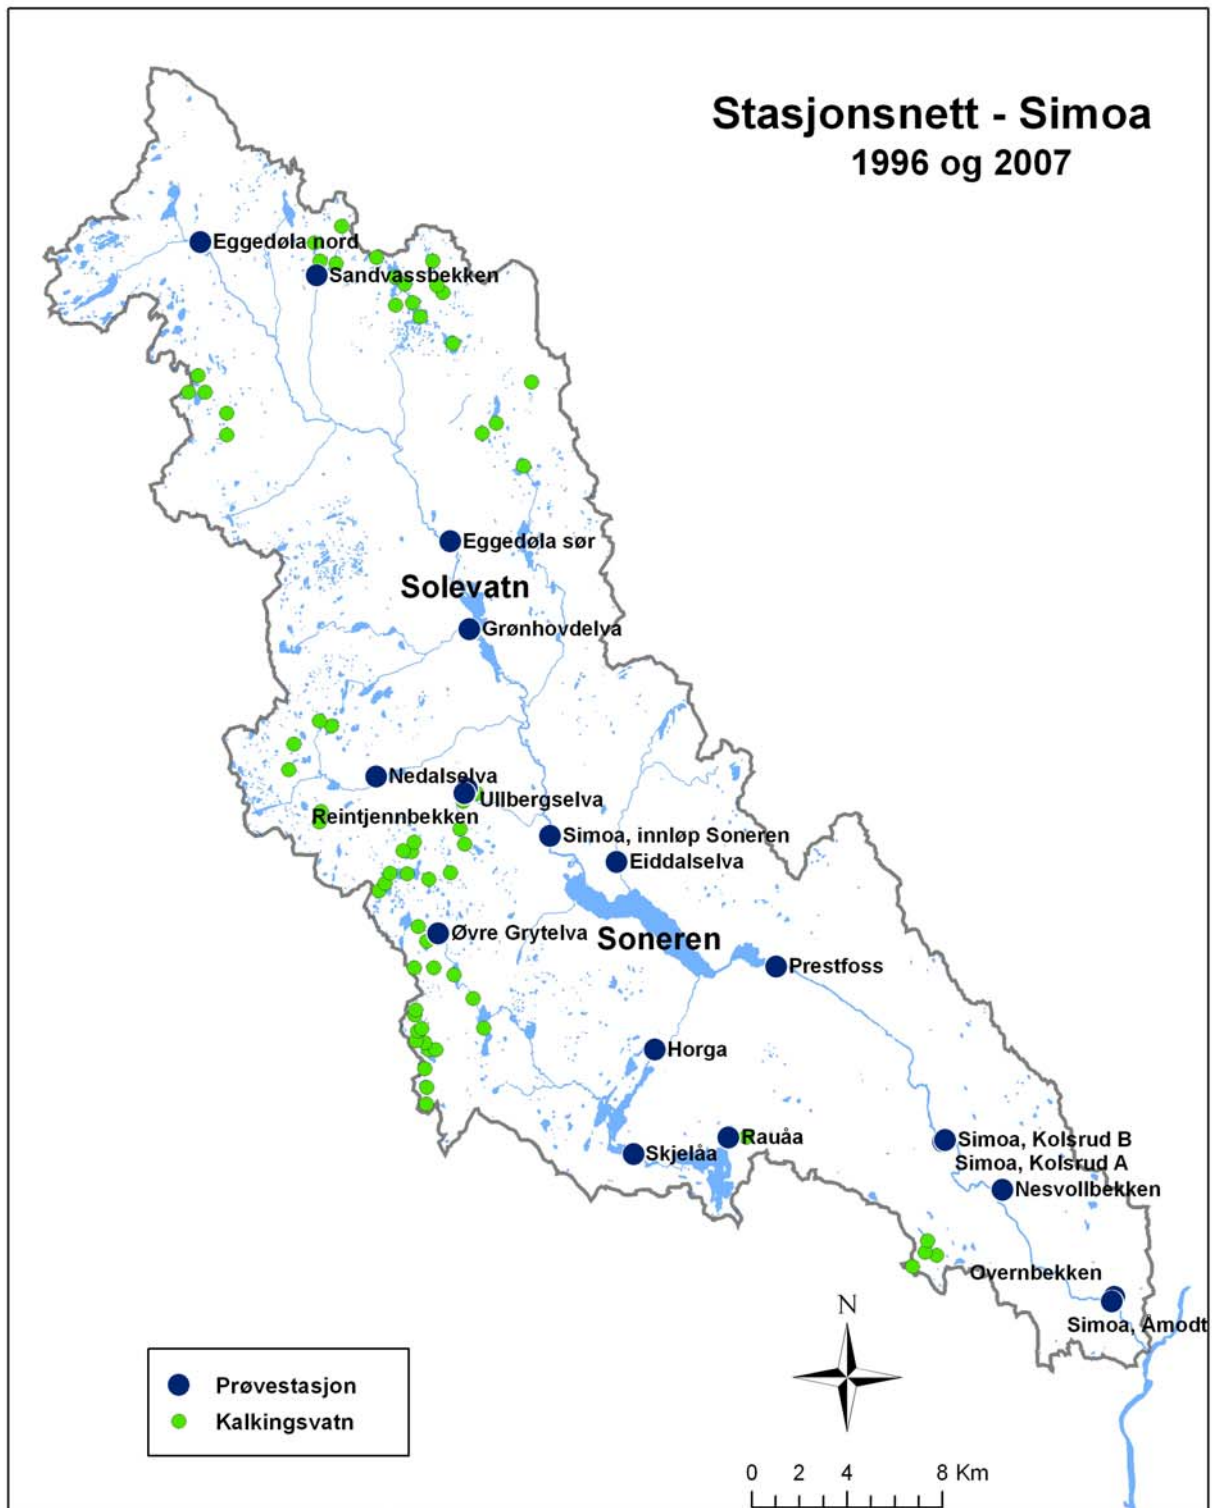 Stasjonsnett - Simoa
1996 og 2007
Eggedøla nord
Sandvassbekken
Eggedøla sør
Solevatn
Grønhovdelva
Nedalselva
Ullbergselva
Reintjennbekken
Simoa, innløp Soneren
Eiddalselva
Øvre Grytelva
Soneren
Prestfoss
Horga
Rauåa
Skjelåa
Simoa, Kolsrud B
Simoa, Kolsrud A
Nesvollbekken
Overnbekken
Simoa, Åmodt
N
Prøvestasjon
Kalkingsvatn
0 2 4 8 Km